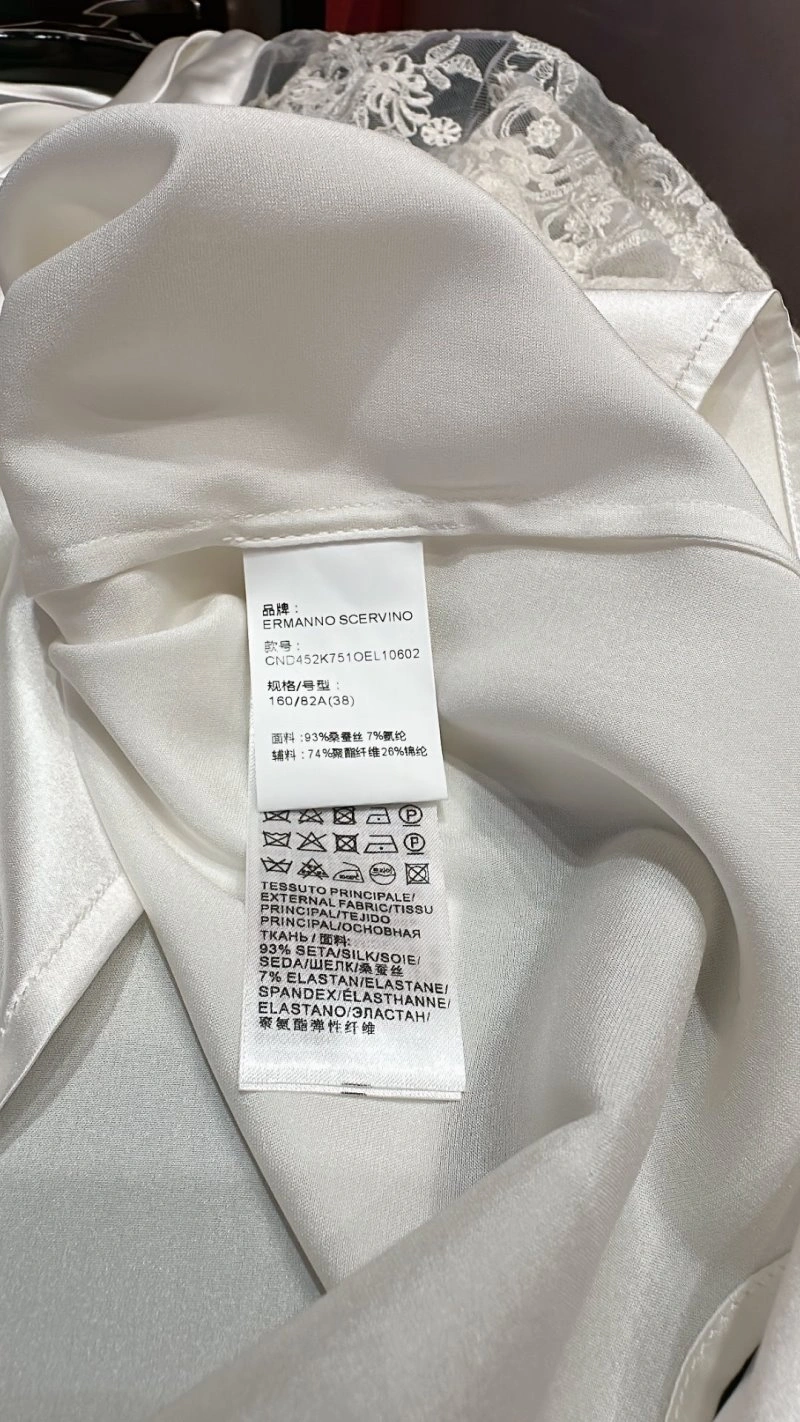 品牌：
ERMANNO SCERVINO
款号：
CND452K751OEL10602
规格/号型：
160/82A(38)
面料:93%桑蚕丝 7%氨纶
辅料:74%聚酯纤维26%锦纶
P
P
TESSUTO PRINCIPALE/
EXTERNAL FABRIC/TISSU
PRINCIPAL/TEJIDO
PRINCIPAL/ОСНОВНАЯ
ТКАНЬ / 面料:
93% SETA/SILK/SOIE/
SEDA/ШЕЛК/桑蚕丝
7% ELASTAN/ELASTANE/
SPANDEX/ÉLASTHANNE/
ELASTANO/ЭЛАСТАН/
聚氨酯弹性纤维